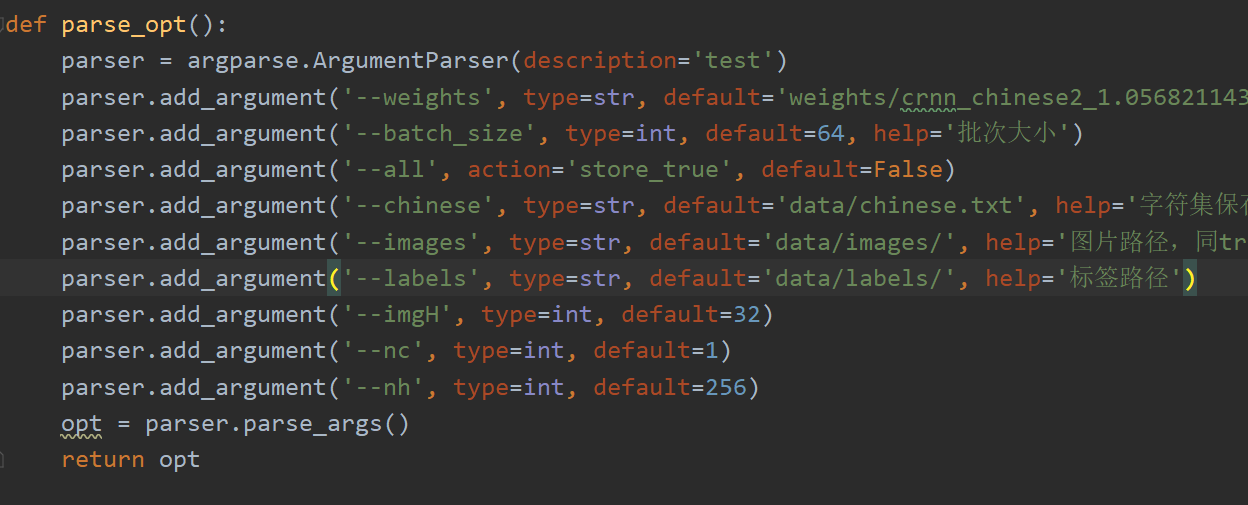 def parse_opt():
    parser = argparse.ArgumentParser(description='test')
    parser.add_argument('--weights', type=str, default='weights/crnn_chinese2_1.056821143
    parser.add_argument('--batch_size', type=int, default=64, help='批次大小')
    parser.add_argument('--all', action='store_true', default=False)
    parser.add_argument('--chinese', type=str, default='data/chinese.txt', help='字符集保存
    parser.add_argument('--images', type=str, default='data/images/', help='图片路径，同tr
    parser.add_argument('--labels', type=str, default='data/labels/', help='标签路径')
    parser.add_argument('--imgH', type=int, default=32)
    parser.add_argument('--nc', type=int, default=1)
    parser.add_argument('--nh', type=int, default=256)
    opt = parser.parse_args()
    return opt